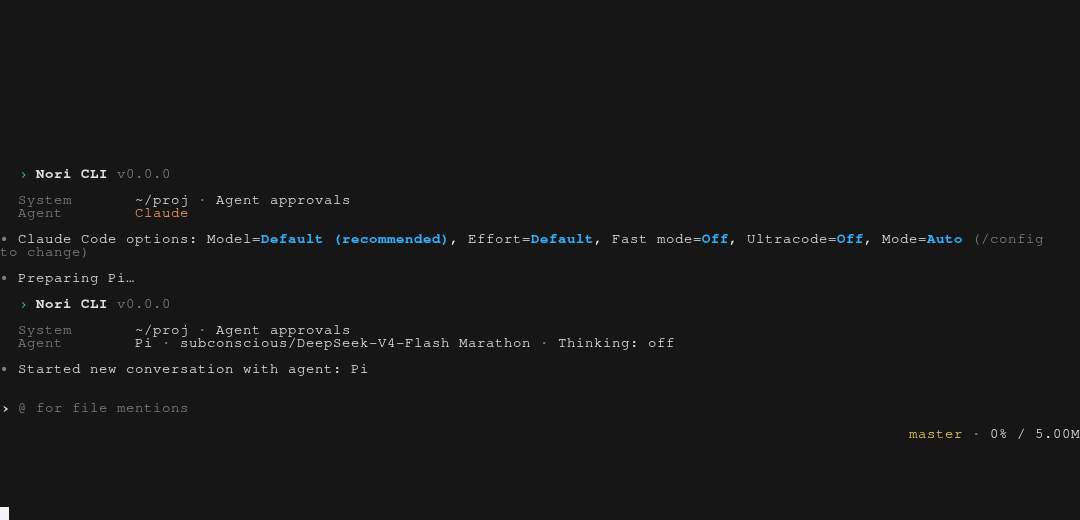 › Nori CLI v0.0.0
System ~/proj · Agent approvals
Agent Claude
• Claude Code options: Model=Default (recommended), Effort=Default, Fast mode=Off, Ultracode=Off, Mode=Auto (/config
to change)
• Preparing Pi…
› Nori CLI v0.0.0
System ~/proj · Agent approvals
Agent Pi · subconscious/DeepSeek-V4-Flash Marathon · Thinking: off
• Started new conversation with agent: Pi
› @ for file mentions
master · 0% / 5.00M